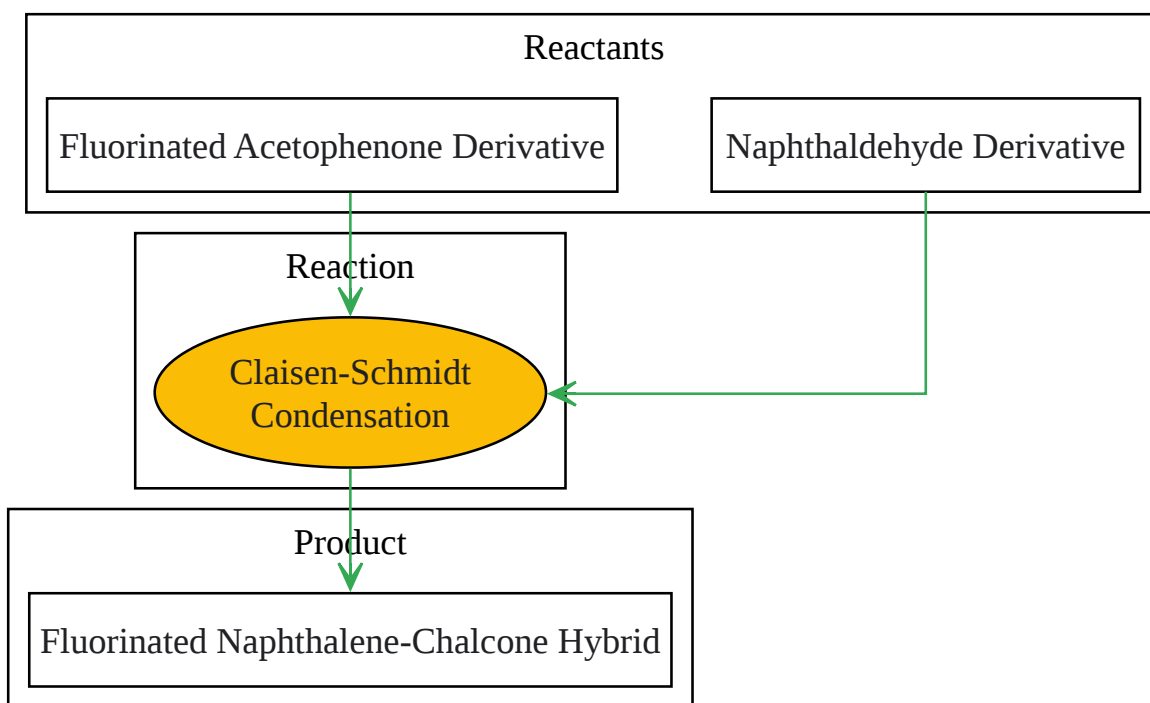 Reactants
Fluorinated Acetophenone Derivative
Naphthaldehyde Derivative
Reaction
Claisen-Schmidt
Condensation
Product
Fluorinated Naphthalene-Chalcone Hybrid